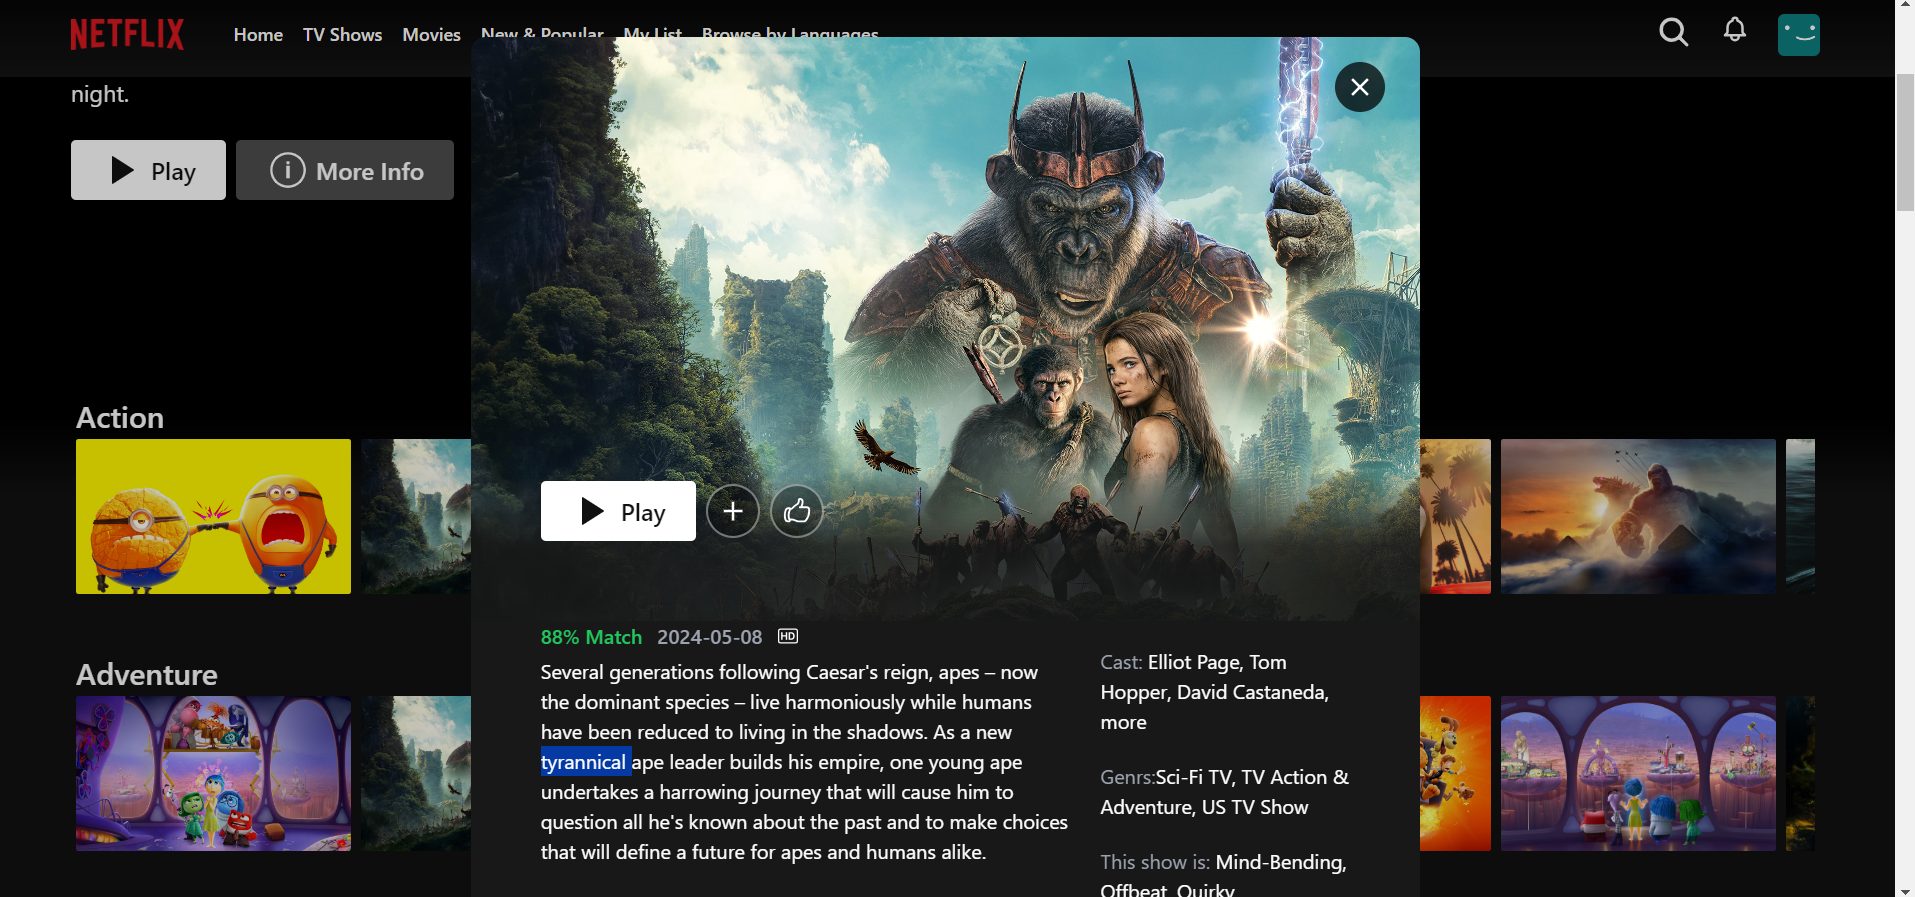 NETFLIX
Home TV Shows Movies New & Popular My List Browse by Languages
night.
Play
More Info
Action
Adventure
Play
88% Match 2024-05-08 HD
Several generations following Caesar's reign, apes – now
the dominant species – live harmoniously while humans
have been reduced to living in the shadows. As a new
tyrannical ape leader builds his empire, one young ape
undertakes a harrowing journey that will cause him to
question all he's known about the past and to make choices
that will define a future for apes and humans alike.
Cast: Elliot Page, Tom
Hopper, David Castaneda,
more
Genrs:Sci-Fi TV, TV Action &
Adventure, US TV Show
This show is: Mind-Bending,
Offbeat, Quirky